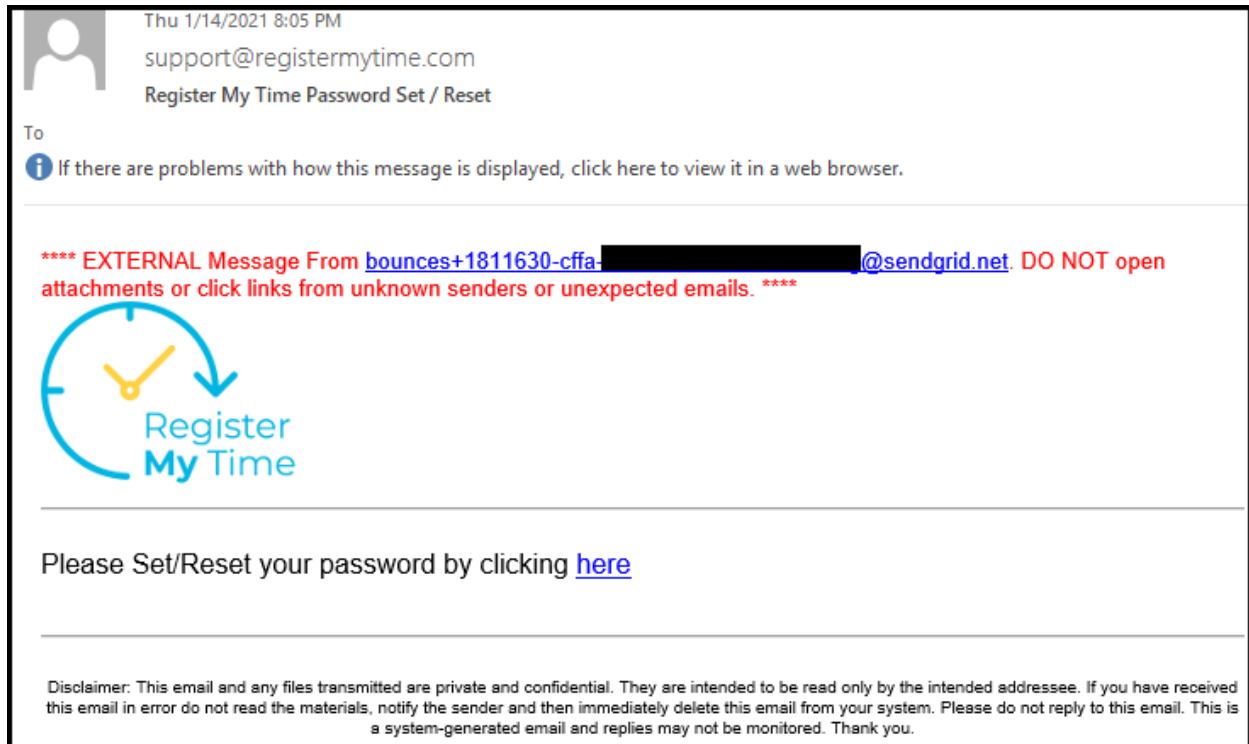 Thu 1/14/2021 8:05 PM
support@registermytime.com
Register My Time Password Set / Reset
To
If there are problems with how this message is displayed, click here to view it in a web browser.
**** EXTERNAL Message From bounces+1811630-cffa- @sendgrid.net. DO NOT open
attachments or click links from unknown senders or unexpected emails. ****
Register
My Time
Please Set/Reset your password by clicking here
Disclaimer: This email and any files transmitted are private and confidential. They are intended to be read only by the intended addressee. If you have received
this email in error do not read the materials, notify the sender and then immediately delete this email from your system. Please do not reply to this email. This is
a system-generated email and replies may not be monitored. Thank you.